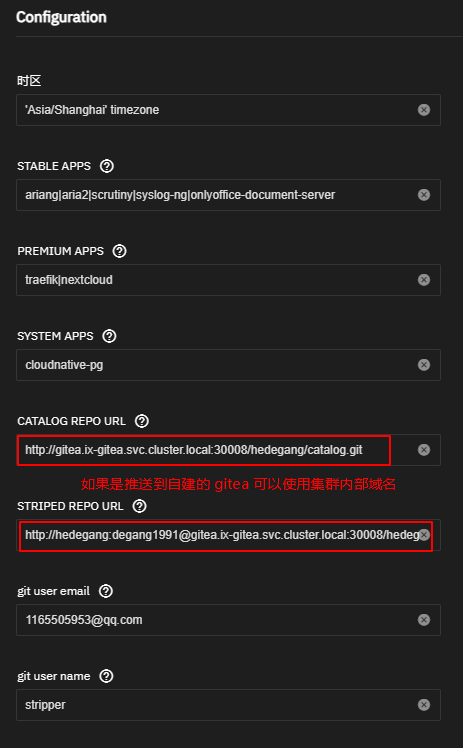 Configuration
时区
'Asia/Shanghai' timezone
STABLE APPS
ariang|aria2|scrutiny|syslog-ng|onlyoffice-document-server
PREMIUM APPS
traefik|nextcloud
SYSTEM APPS
cloudnative-pg
CATALOG REPO URL
http://gitea.ix-gitea.svc.cluster.local:30008/hedegang/catalog.git
如果是推送到自建的 gitea 可以使用集群内部域名
STRIPED REPO URL
http://hedegang:degang1991@gitea.ix-gitea.svc.cluster.local:30008/hedeg
git user email
1165505953@qq.com
git user name
stripper